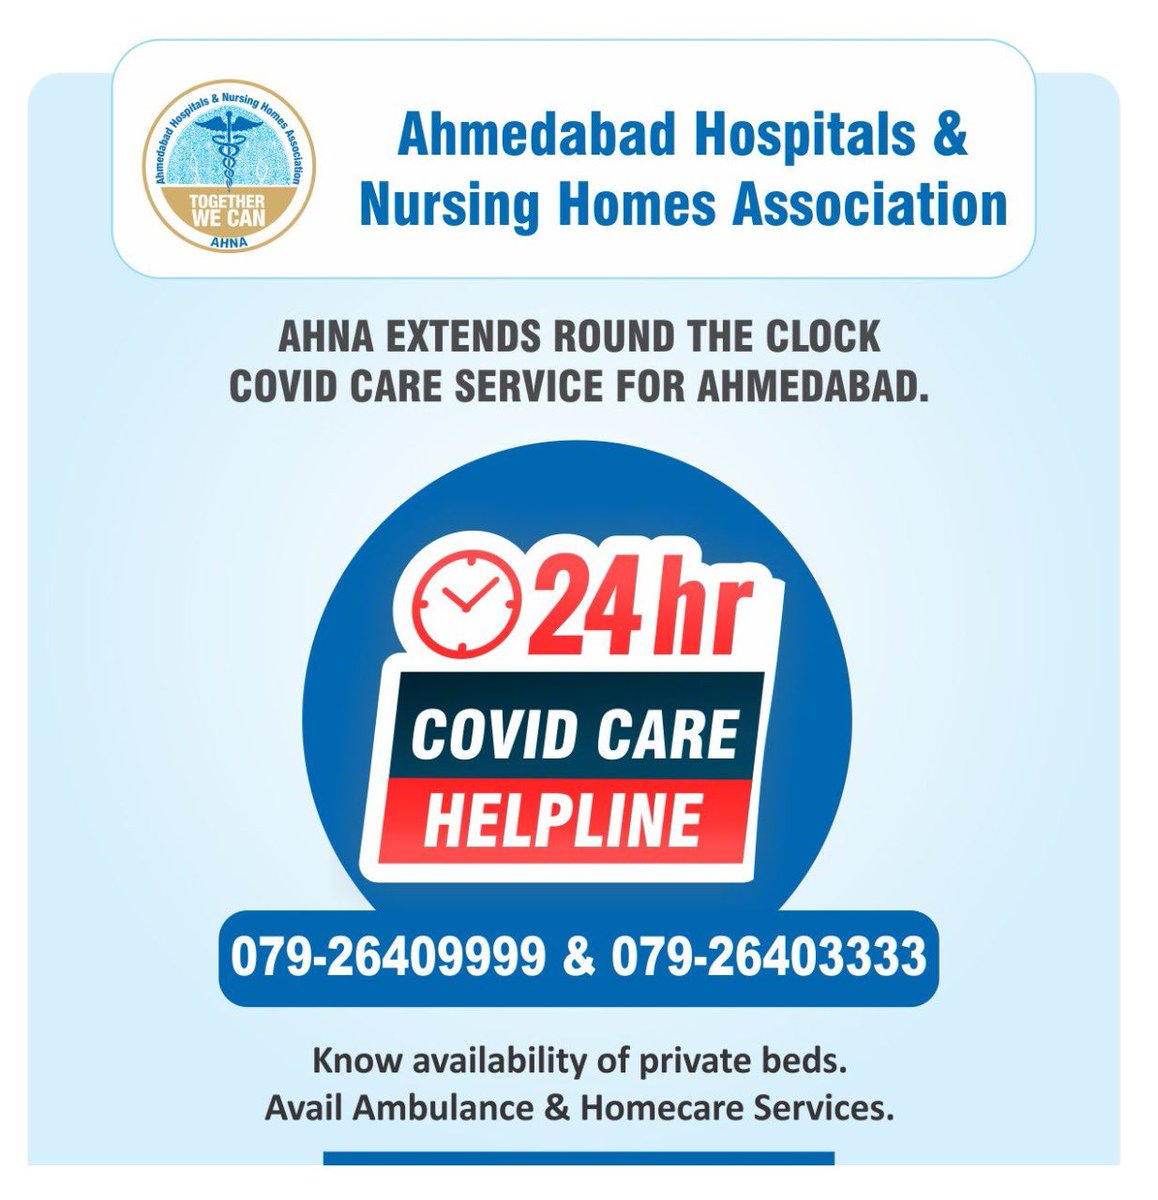 Ahmedabad Hospitals & Nursing Homes Association
TOGETHER
WE CAN
AHNA
Ahmedabad Hospitals &
Nursing Homes Association
AHNA EXTENDS ROUND THE CLOCK
COVID CARE SERVICE FOR AHMEDABAD.
24hr
COVID CARE
HELPLINE
079-26409999 & 079-26403333
Know availability of private beds.
Avail Ambulance & Homecare Services.